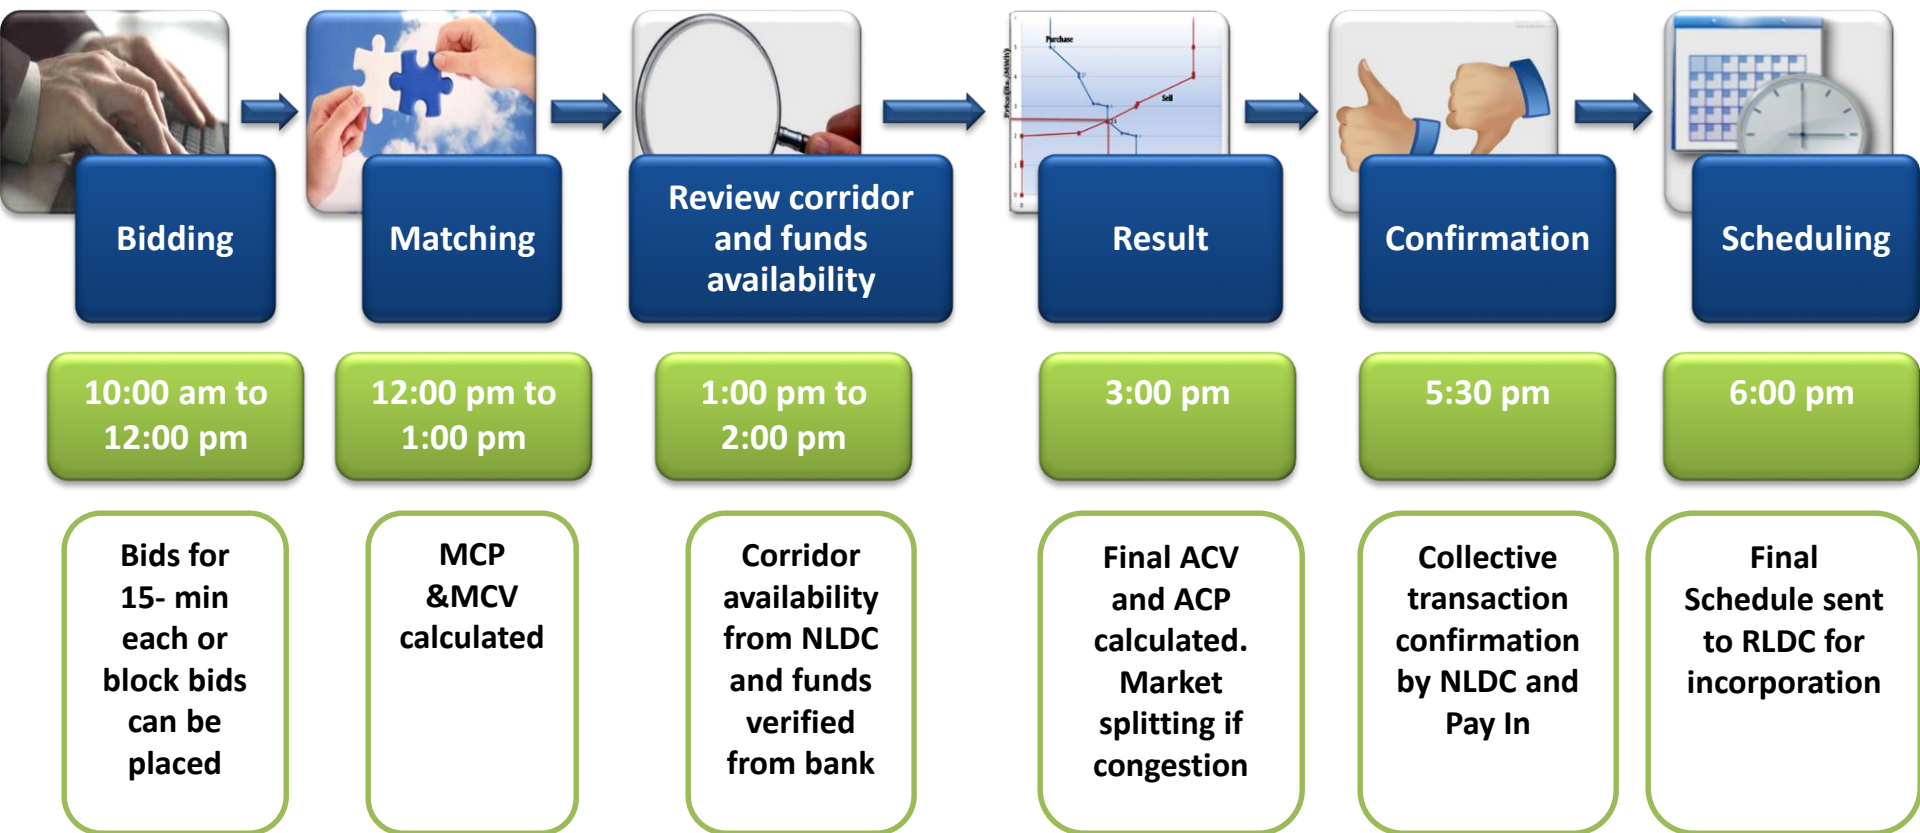 Purchase
Sell
Price(Rs./MWh)
Bidding
Matching
Review corridor
and funds
availability
Result
Confirmation
Scheduling
10:00 am to
12:00 pm
12:00 pm to
1:00 pm
1:00 pm to
2:00 pm
3:00 pm
5:30 pm
6:00 pm
Bids for
15- min
each or
block bids
can be
placed
MCP
&MCV
calculated
Corridor
availability
from NLDC
and funds
verified
from bank
Final ACV
and ACP
calculated.
Market
splitting if
congestion
Collective
transaction
confirmation
by NLDC and
Pay In
Final
Schedule sent
to RLDC for
incorporation